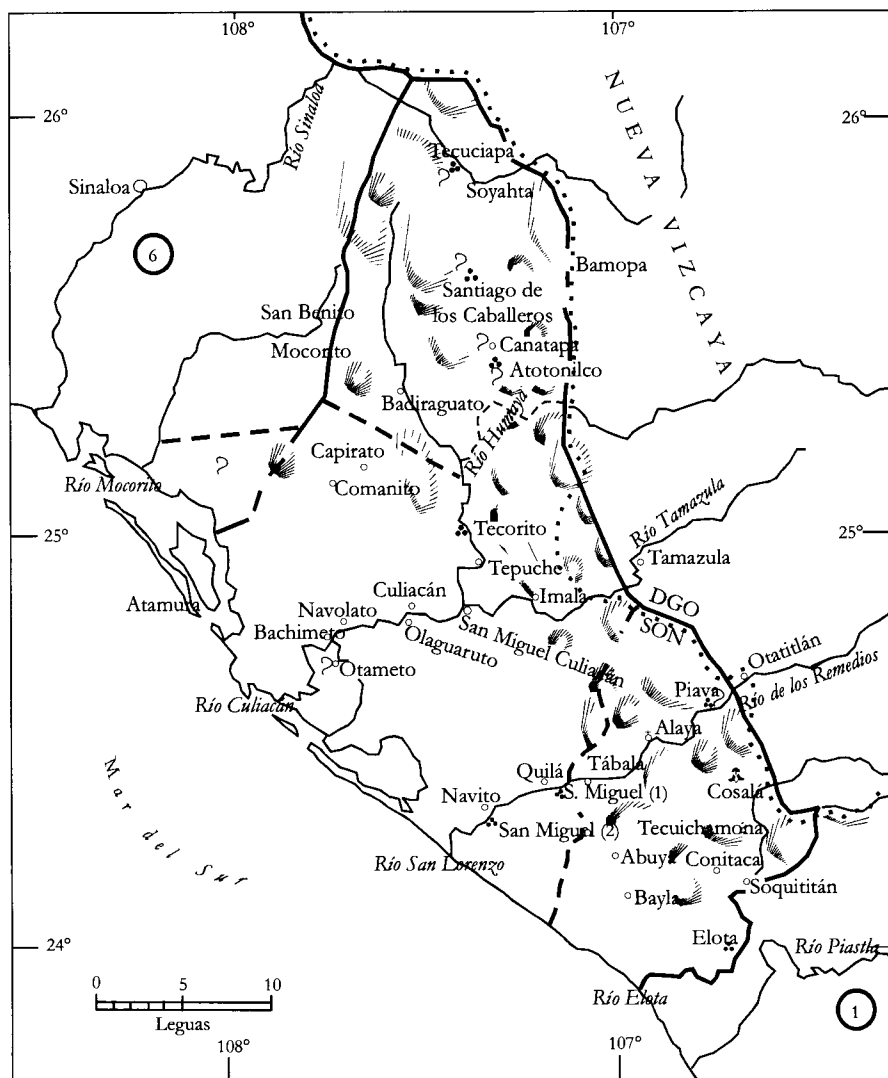 108°
107°
26°
26°
NUEVA VIZCAYA
Río Sinaloa
Tecuciapa
Sinaloa
Soyahta
6
Bamopa
Santiago de
los Caballeros
San Benito
Mocorito
Canatapa
Atotonilco
Badiraguato
Río Humaya
Capirato
?
Río Mocorito
Comanito
Río Tamazula
25°
25°
Tecorito
Tamazula
Tepuche
Atamura
Culiacán
Imala
DGO
SON
Navolato
Bachimeto
Olaguaruto
San Miguel Culiacán
Otatitlán
Otameto
?
Piava
Río de los Remedios
Río Culiacán
Alaya
Mar del Sur
Quilá
Tábala
Cosalá
Navito
S. Miguel (1)
San Miguel (2)
Tecuichamona
Río San Lorenzo
Abuya
Conitaca
Soquititán
Bayla
24°
Elota
Río Piastla
0 5 10
Leguas
Río Elota
1
108°
107°